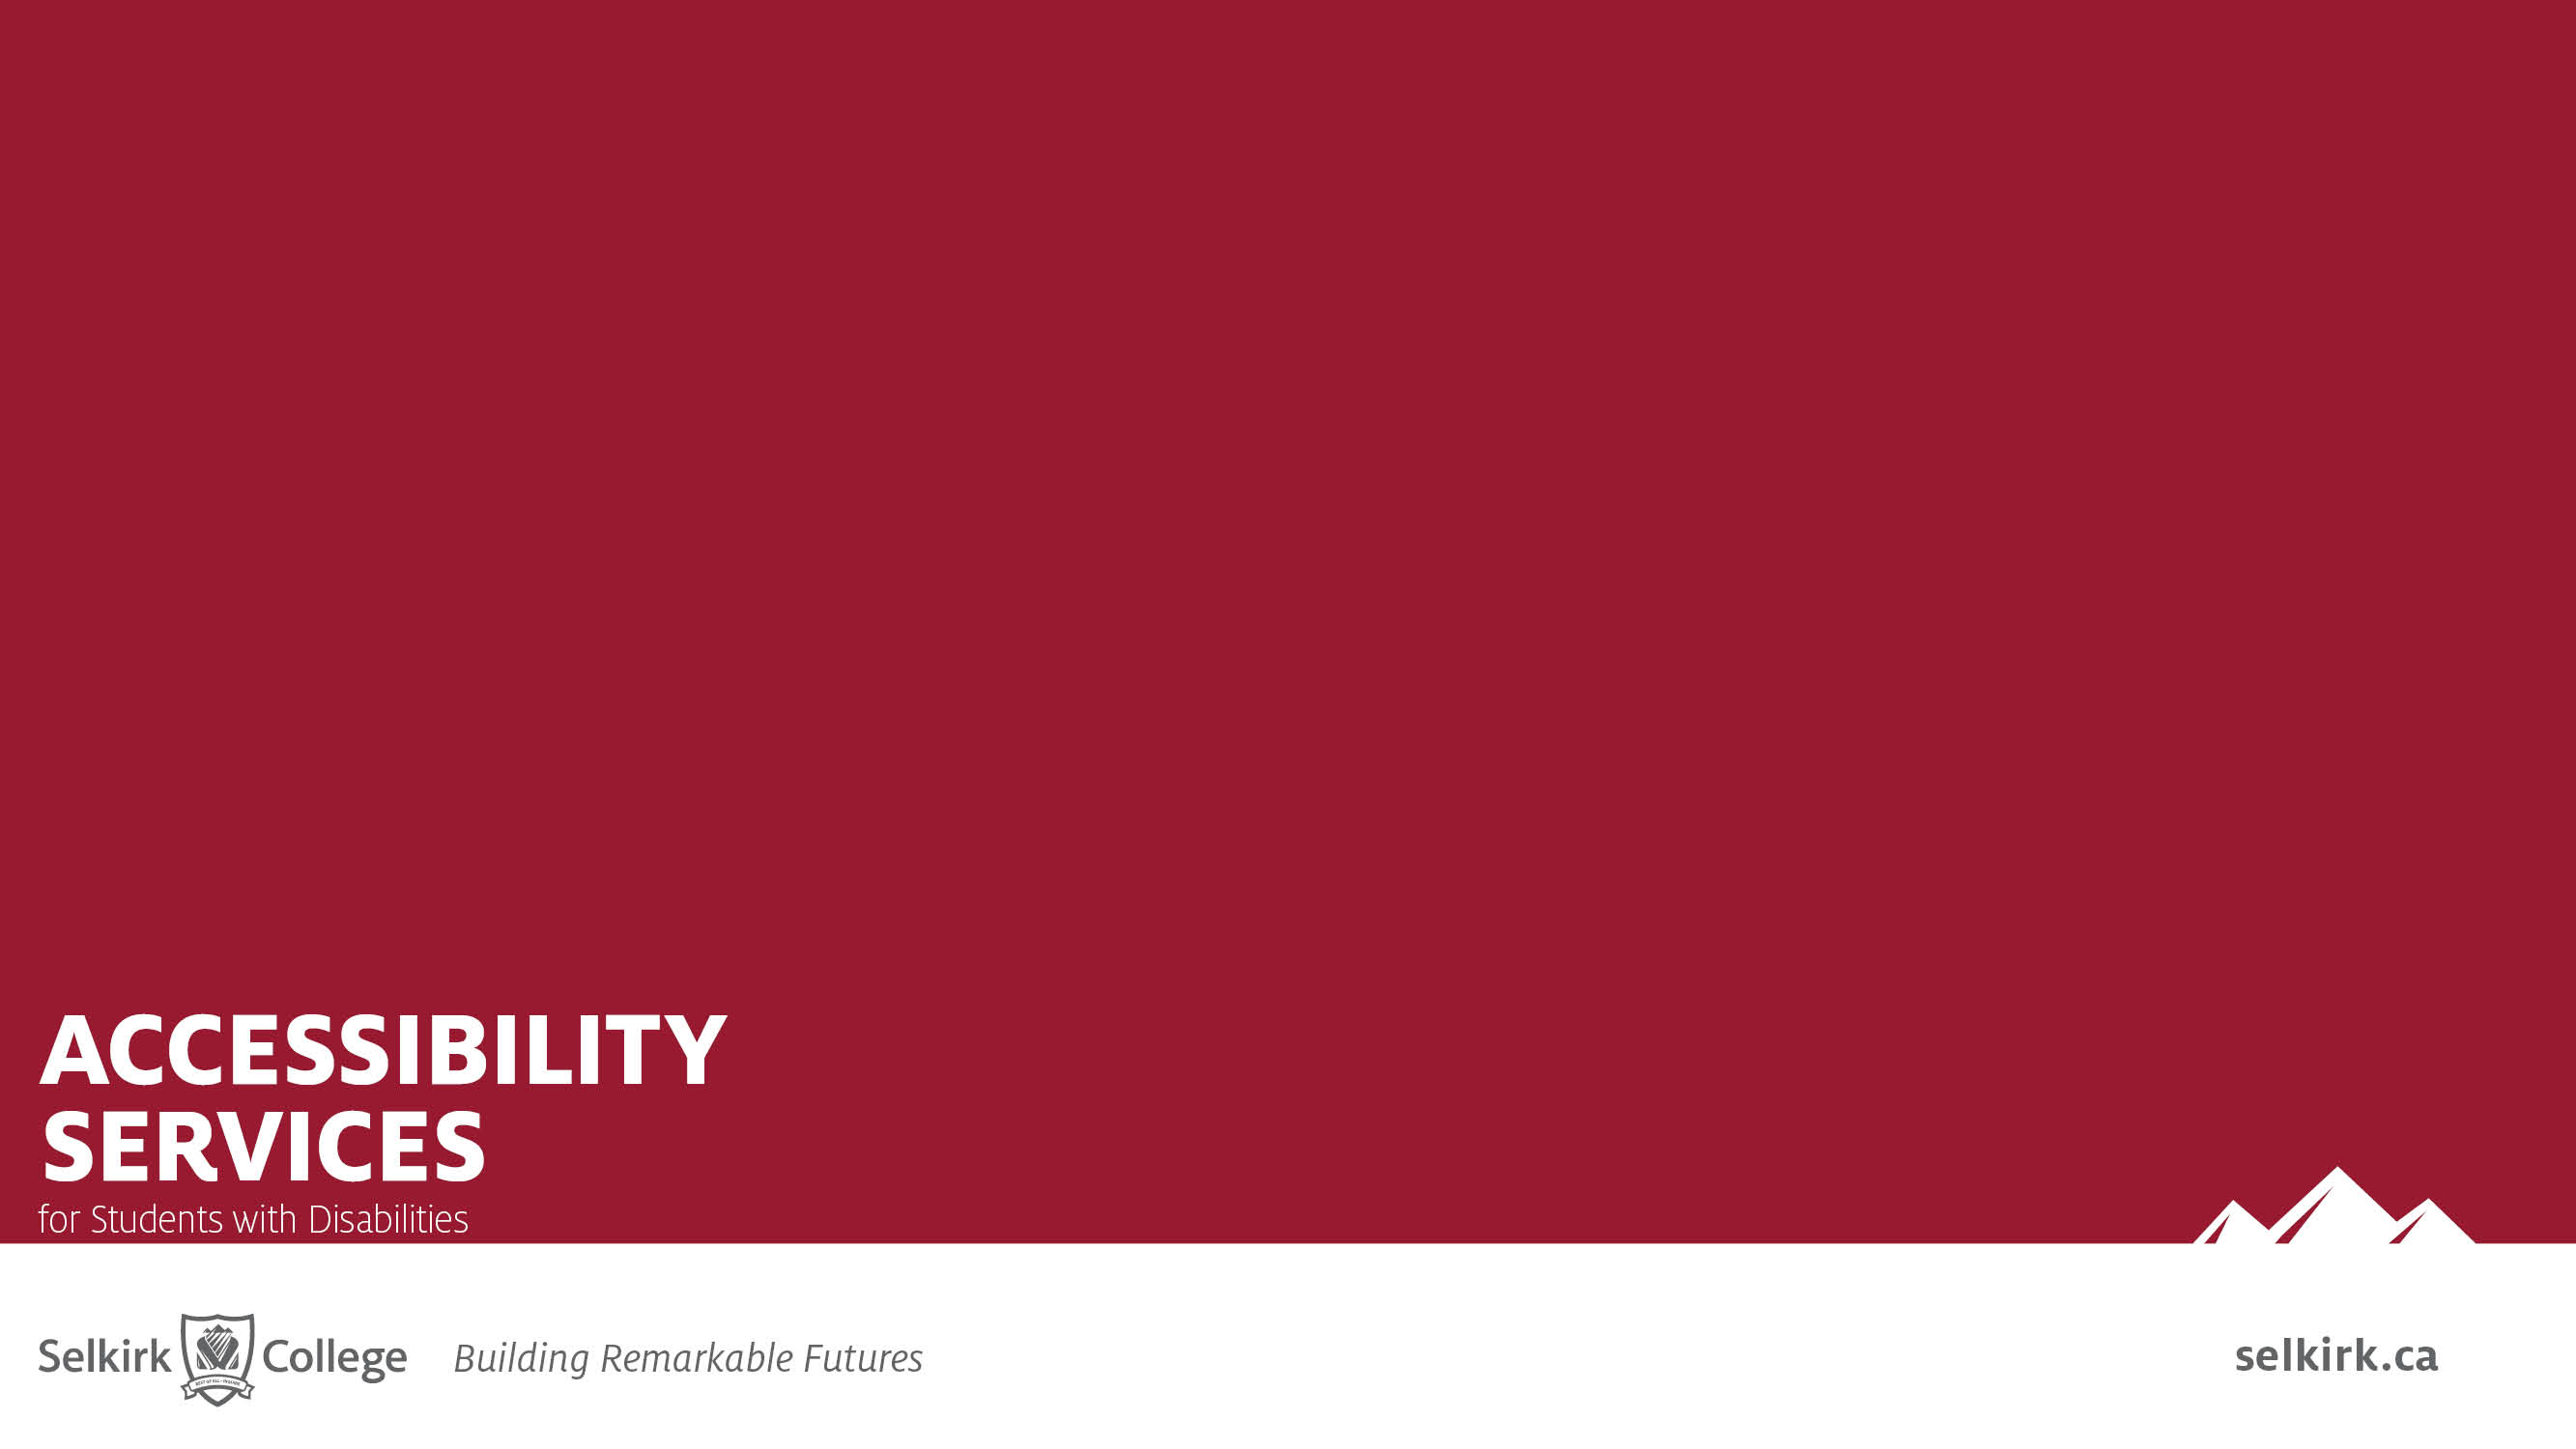 ACCESSIBILITY
SERVICES
for Students with Disabilities
Selkirk College
Building Remarkable Futures
selkirk.ca